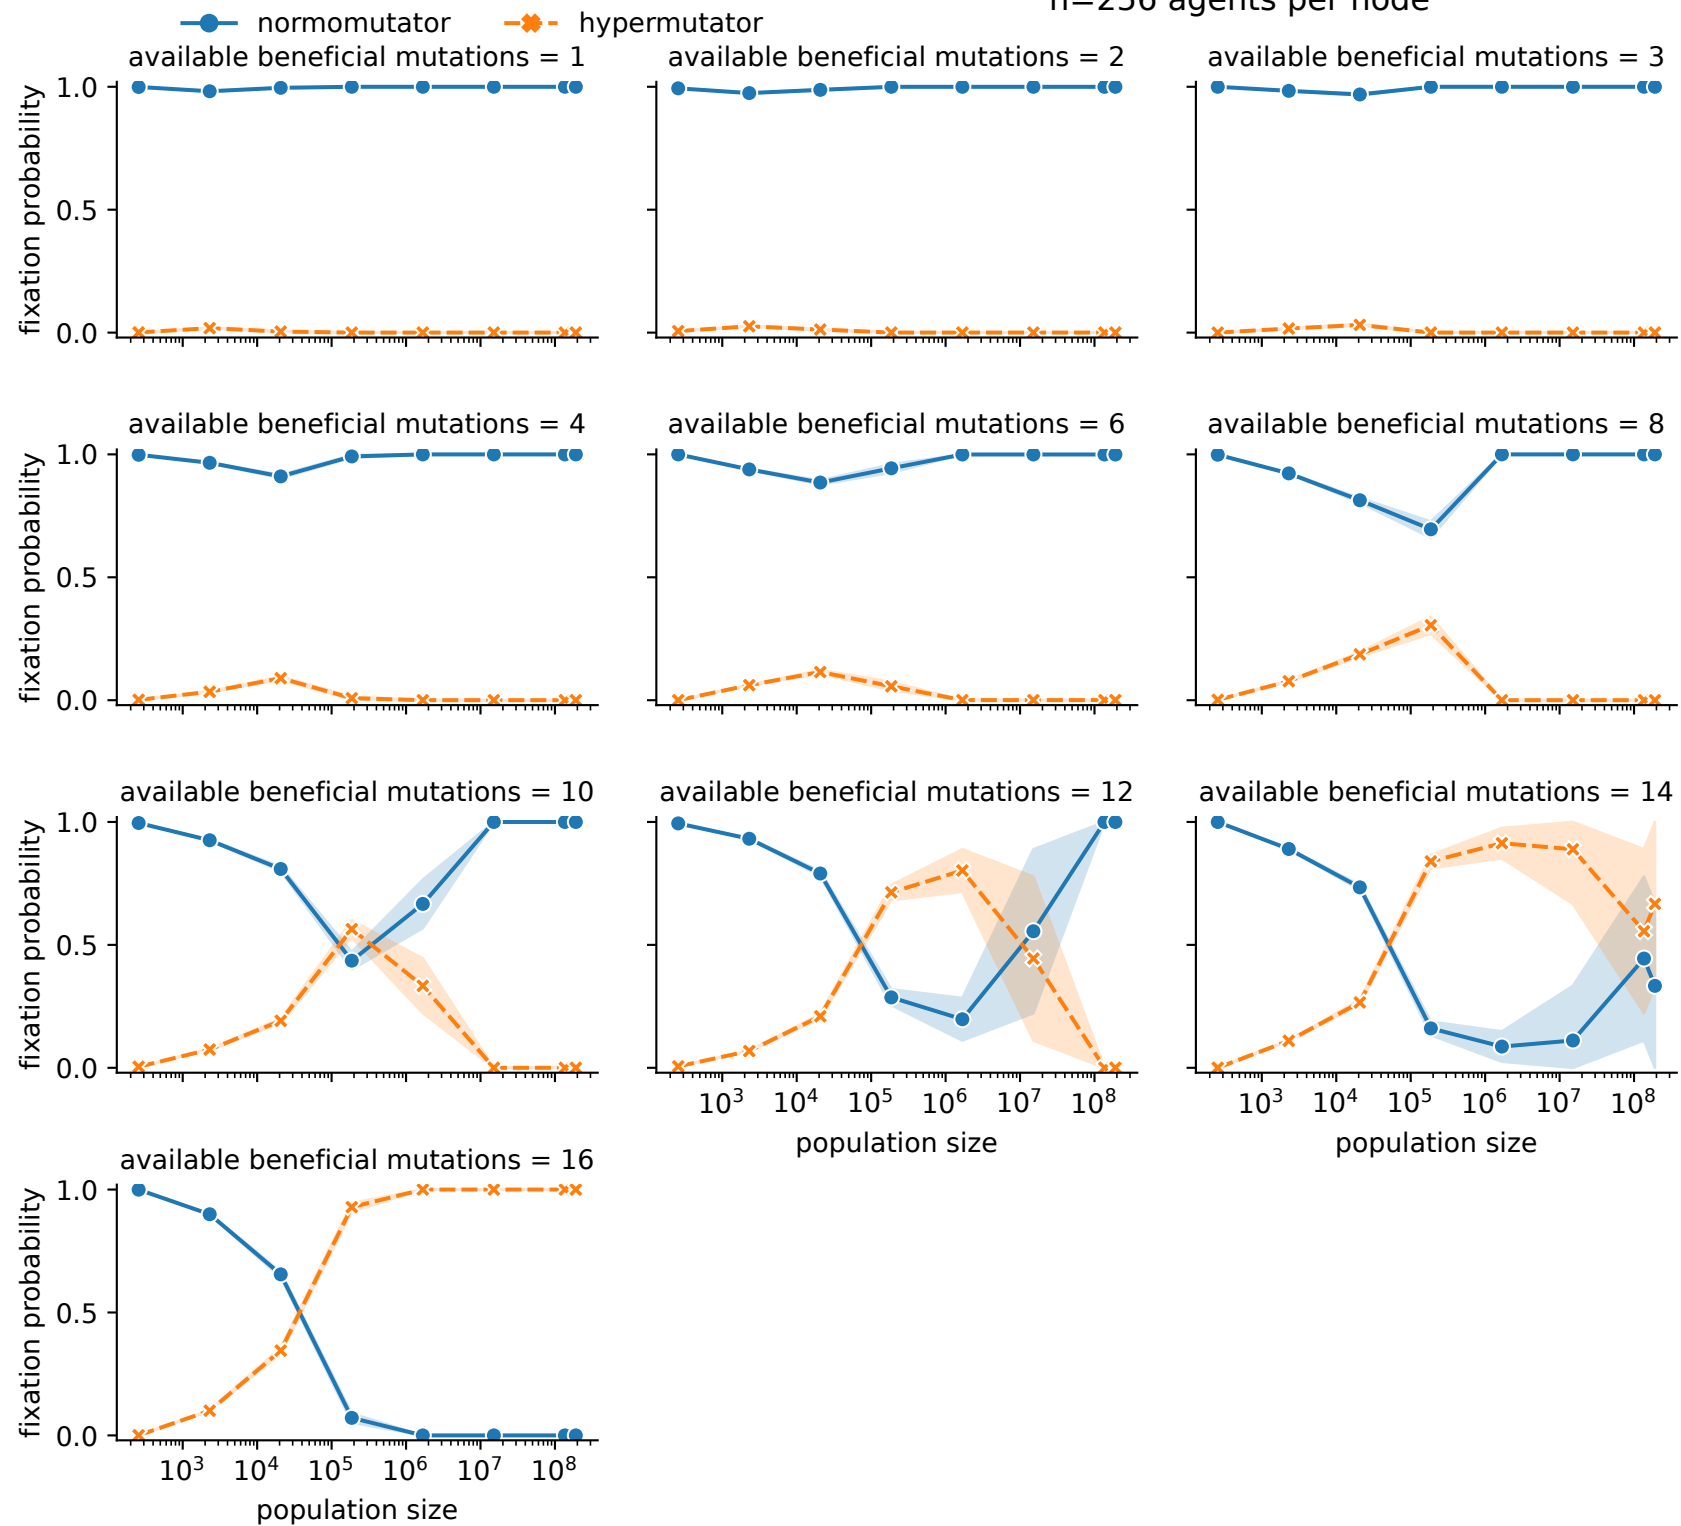 n=256 agents per node
normomutator hypermutator
available beneficial mutations = 1
available beneficial mutations = 2
available beneficial mutations = 3
fixation probability
1.0
0.5
0.0
available beneficial mutations = 4
available beneficial mutations = 6
available beneficial mutations = 8
fixation probability
1.0
0.5
0.0
available beneficial mutations = 10
available beneficial mutations = 12
available beneficial mutations = 14
fixation probability
1.0
0.5
0.0
10³ 10⁴ 10⁵ 10⁶ 10⁷ 10⁸
population size
10³ 10⁴ 10⁵ 10⁶ 10⁷ 10⁸
population size
available beneficial mutations = 16
fixation probability
1.0
0.5
0.0
10³ 10⁴ 10⁵ 10⁶ 10⁷ 10⁸
population size